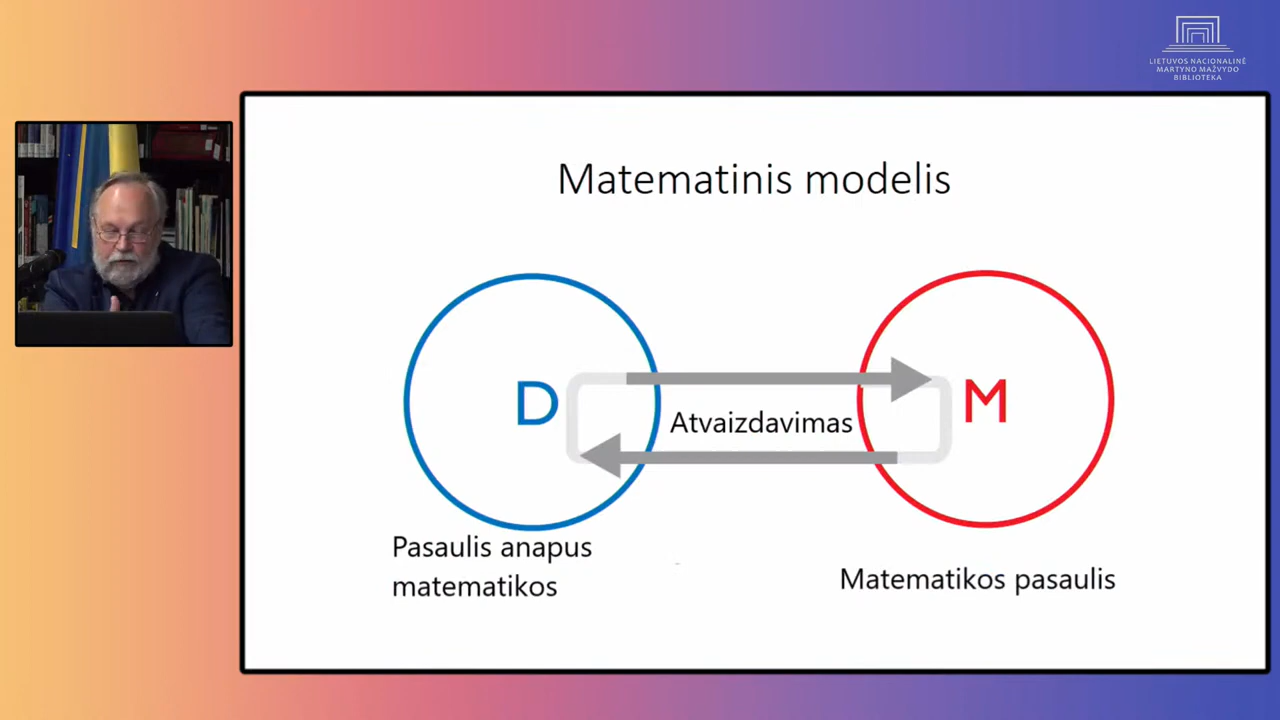 LIETUVOS NACIONALINĖ
MARTYNO MAŽVYDO
BIBLIOTEKA
Matematinis modelis
D
M
Atvaizdavimas
Pasaulis anapus
matematikos
Matematikos pasaulis